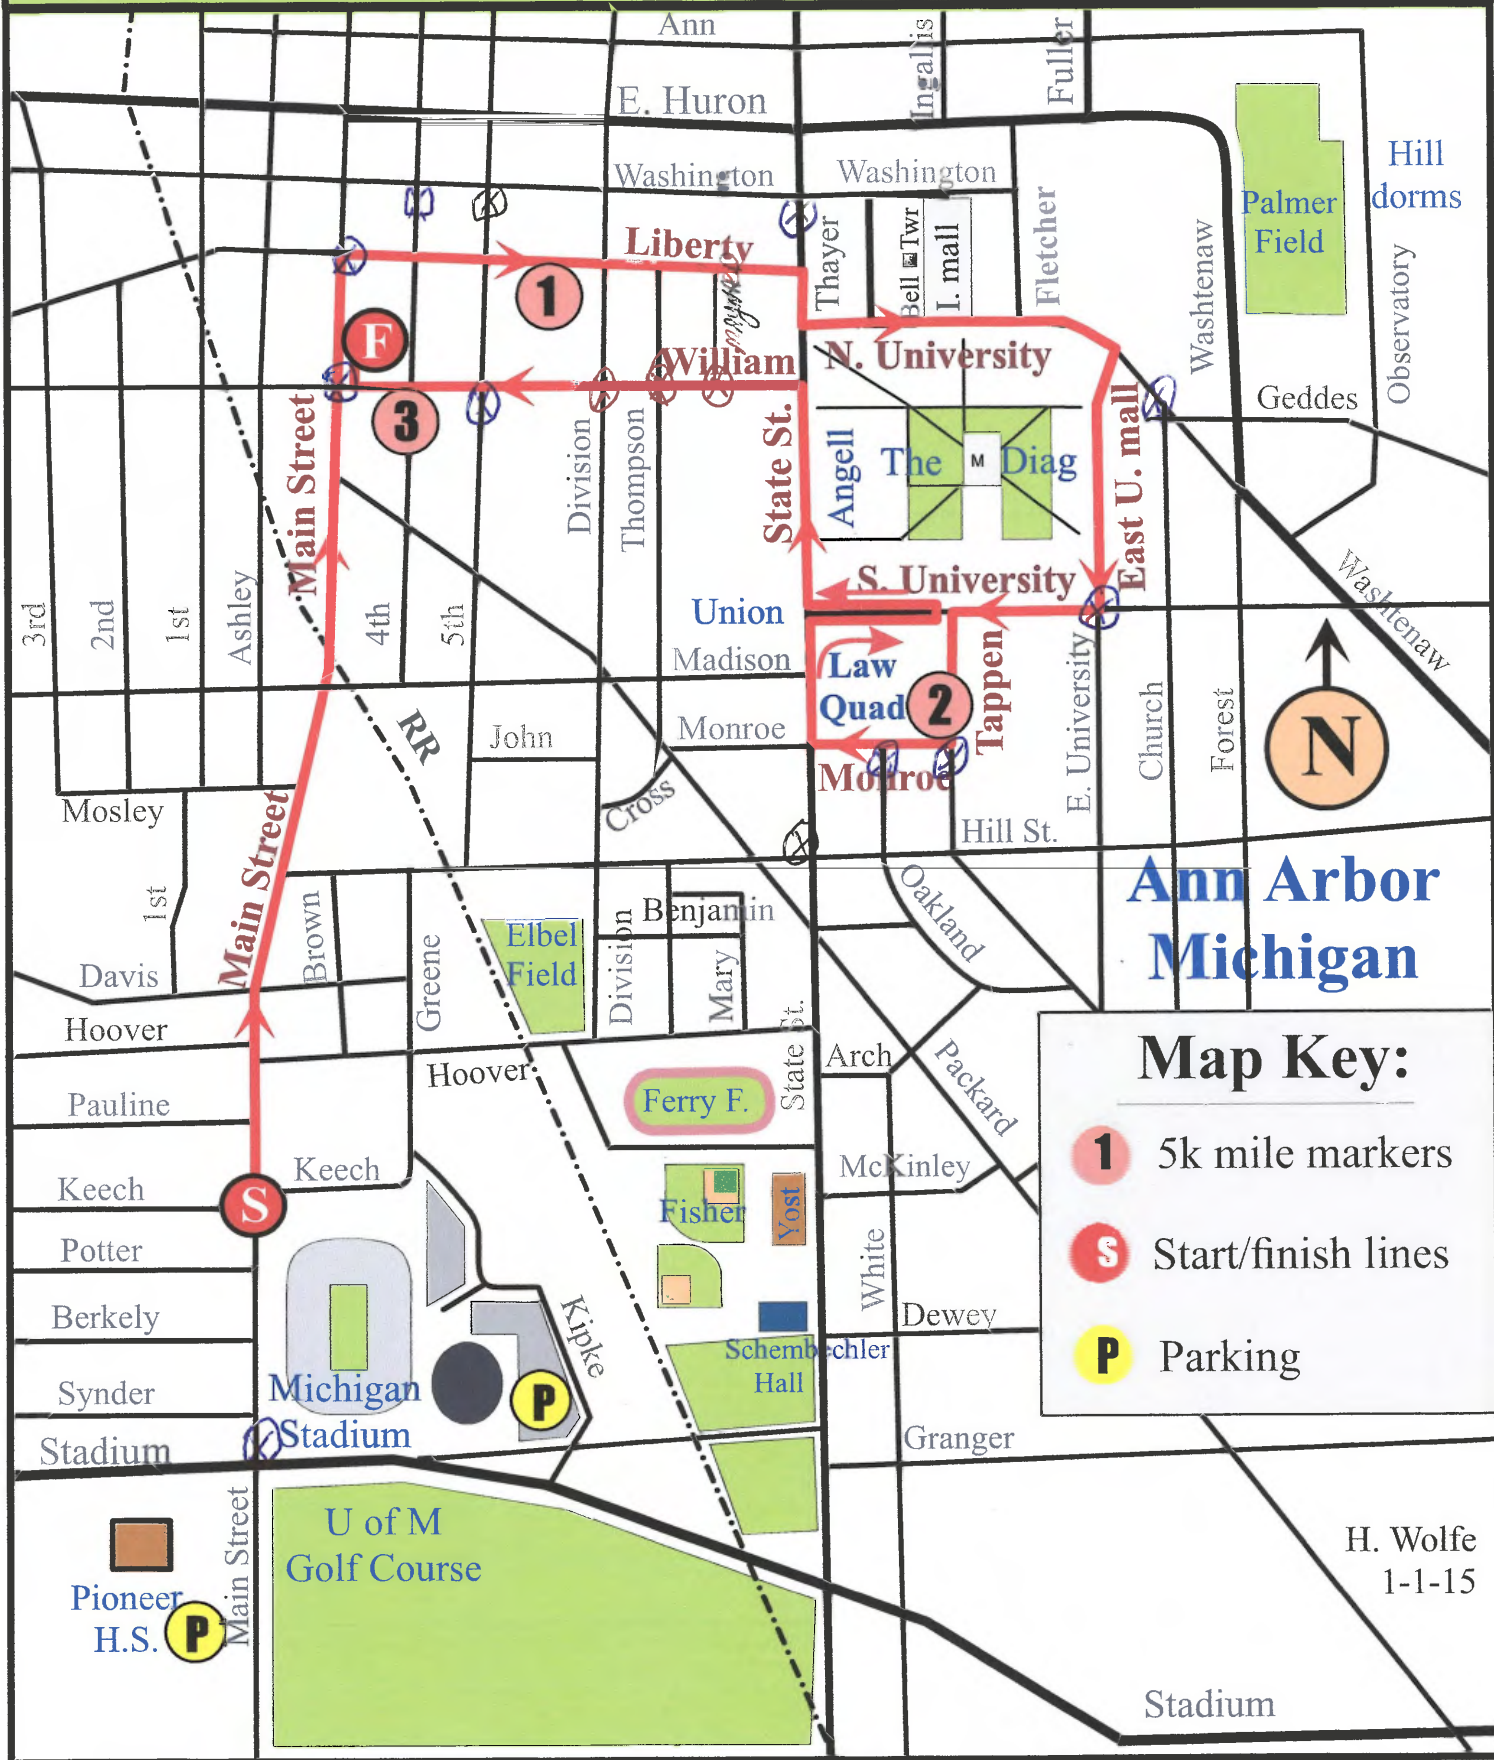 Ann
Ingallis
Fuller
E. Huron
Washington
Washington
Hill
dorms
Palmer
Field
Liberty
Thayer
Bell Twr
I. mall
Fletcher
Washtenaw
Observatory
1
F
William
N. University
Geddes
3
Main Street
Division
Thompson
State St.
Angell
The
M
Diag
East U. mall
S. University
Washtenaw
3rd
2nd
1st
Ashley
4th
5th
Union
Madison
Law
Quad
2
Tappen
E. University
Church
Forest
N
RR
John
Monroe
Monroe
Mosley
Cross
Hill St.
Main Street
1st
Brown
Greene
Benjamin
Oakland
Ann Arbor
Michigan
Elbel
Field
Division
Mary
Davis
Hoover
Hoover
State St.
Arch
Packard
Ferry F.
Pauline
Keech
Keech
S
McKinley
Fisher
Yost
White
Potter
Berkely
Kipke
Dewey
Schembechler
Hall
Synder
Michigan
Stadium
P
Stadium
Granger
Map Key:
1 5k mile markers
S Start/finish lines
P Parking
U of M
Golf Course
Main Street
Pioneer
H.S.
P
H. Wolfe
1-1-15
Stadium